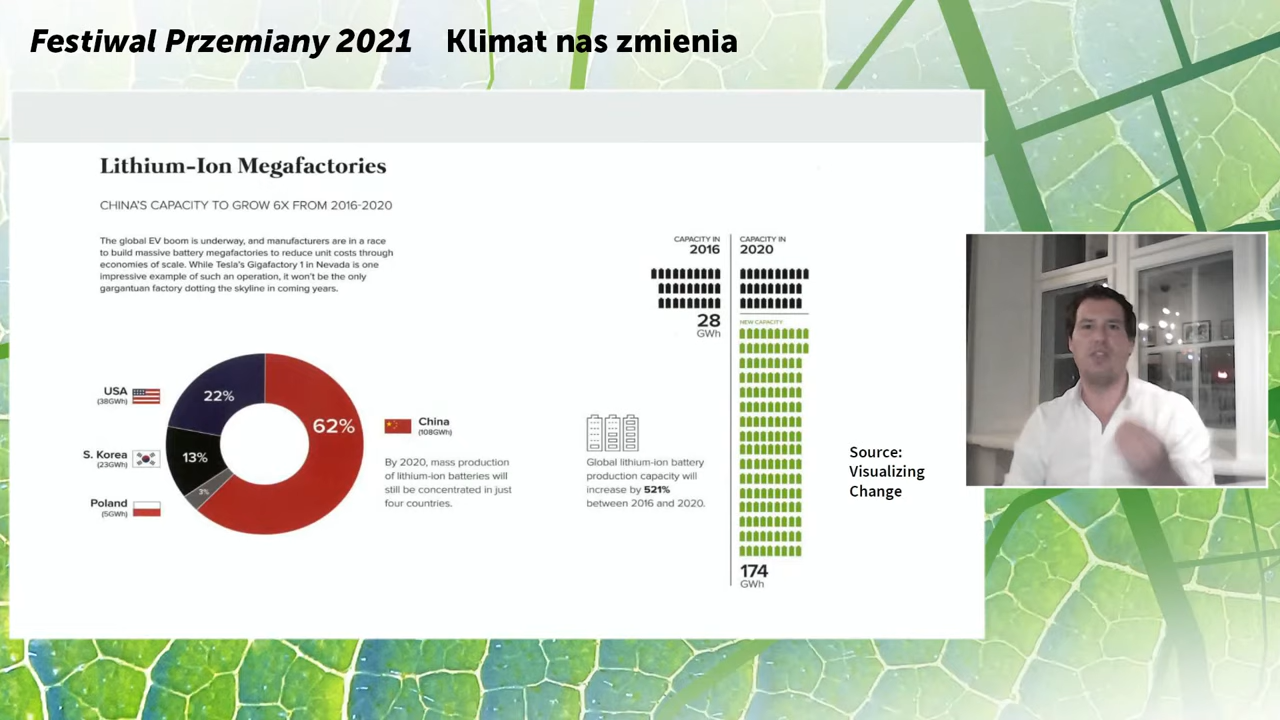 Festiwal Przemiany 2021 Klimat nas zmienia
Lithium-Ion Megafactories
CHINA'S CAPACITY TO GROW 6X FROM 2016-2020
The global EV boom is underway, and manufacturers are in a race
to build massive battery megafactories to reduce unit costs through
economies of scale. While Tesla's Gigafactory 1 in Nevada is one
impressive example of such an operation, it won't be the only
gargantuan factory dotting the skyline in coming years.
USA
(38GWh)
22%
S. Korea
(23GWh)
13%
Poland
(5GWh)
3%
62%
China
(108GWh)
By 2020, mass production
of lithium-ion batteries will
still be concentrated in just
four countries.
Global lithium-ion battery
production capacity will
increase by 521%
between 2016 and 2020.
CAPACITY IN
2016
28
GWh
CAPACITY IN
2020
NEW CAPACITY
174
GWh
Source:
Visualizing
Change